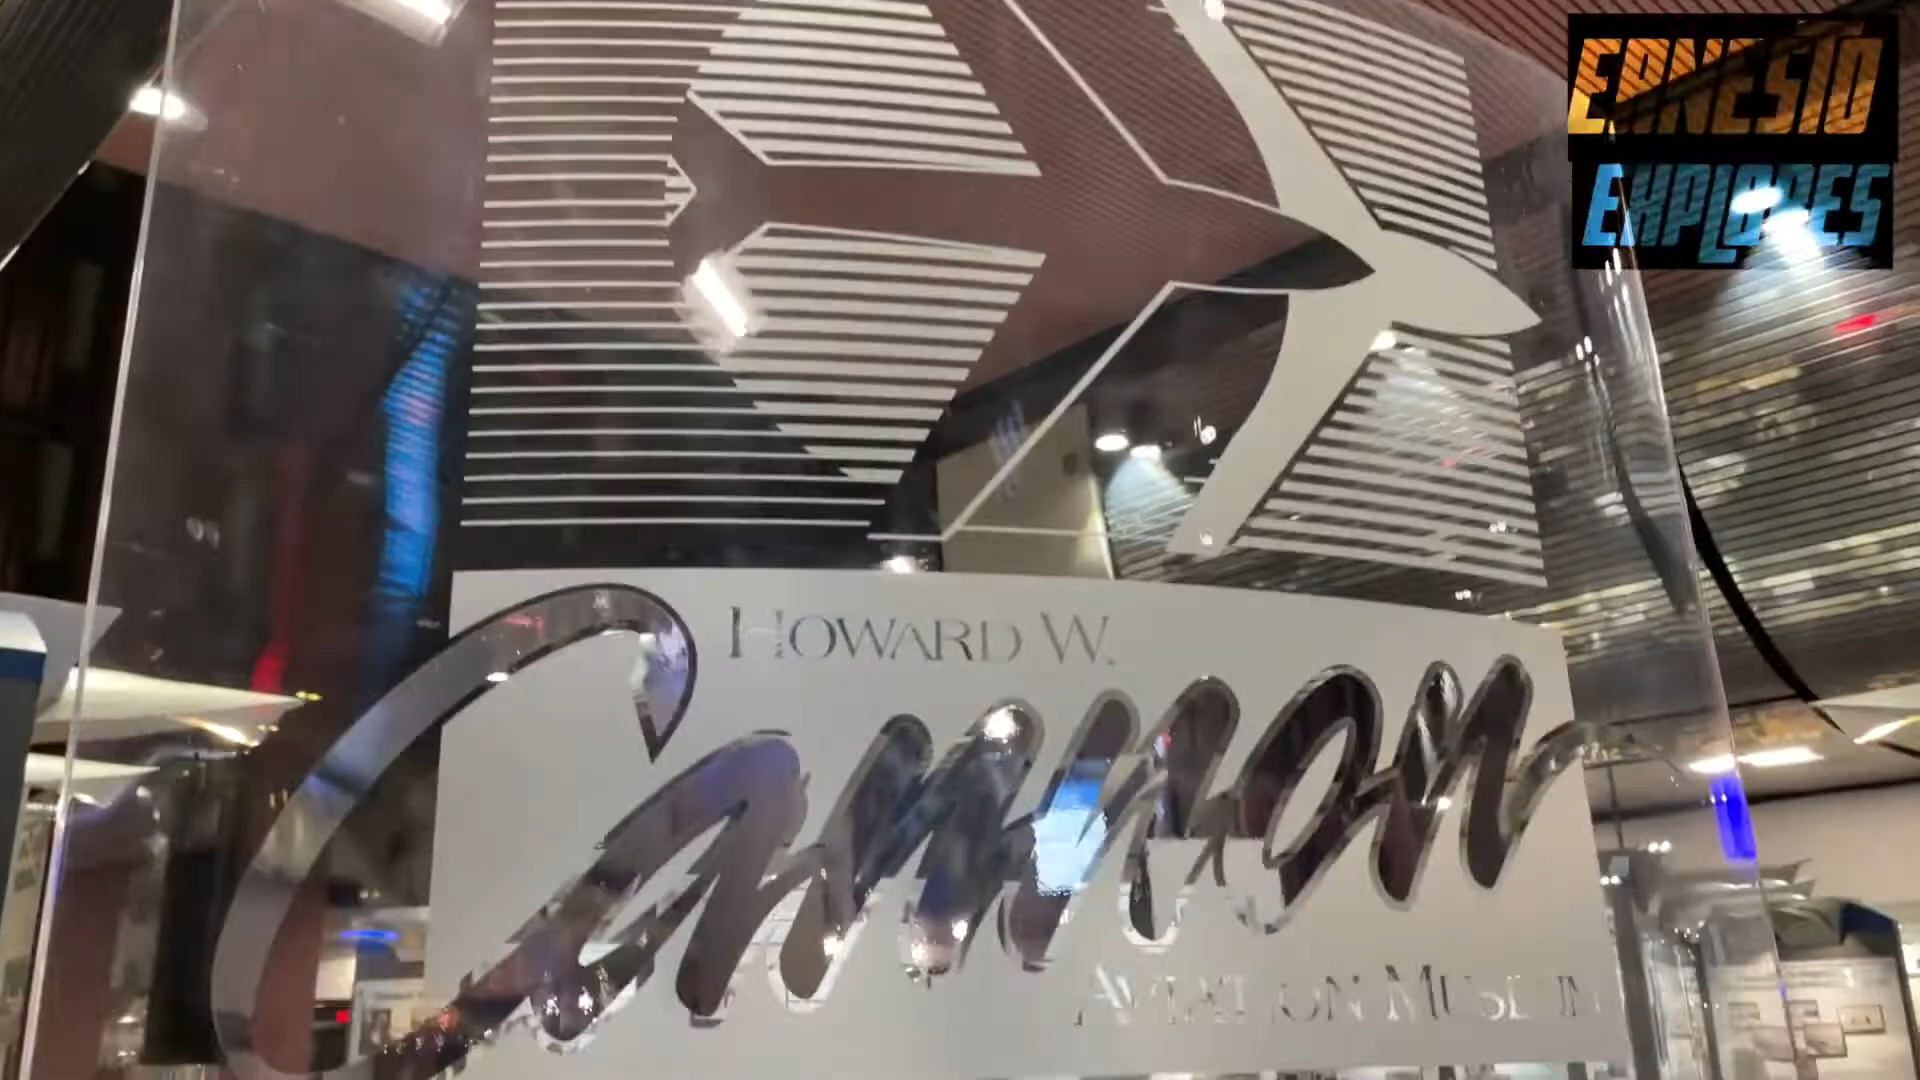 ERNESTO
EXPLORES
HOWARD W.
Cannon
AVIATION MUSEUM